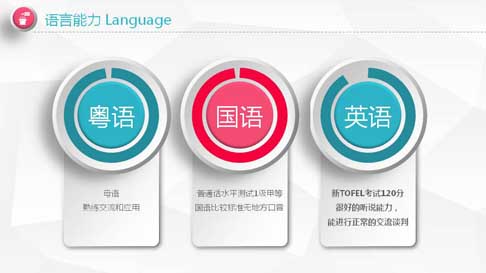 语言能力 Language
粤语
国语
英语
母语
熟练交流和应用
普通话水平测试1级甲等
国语比较标准无地方口音
新TOFEL考试120分
很好的听说能力，
能进行正常的交流谈判